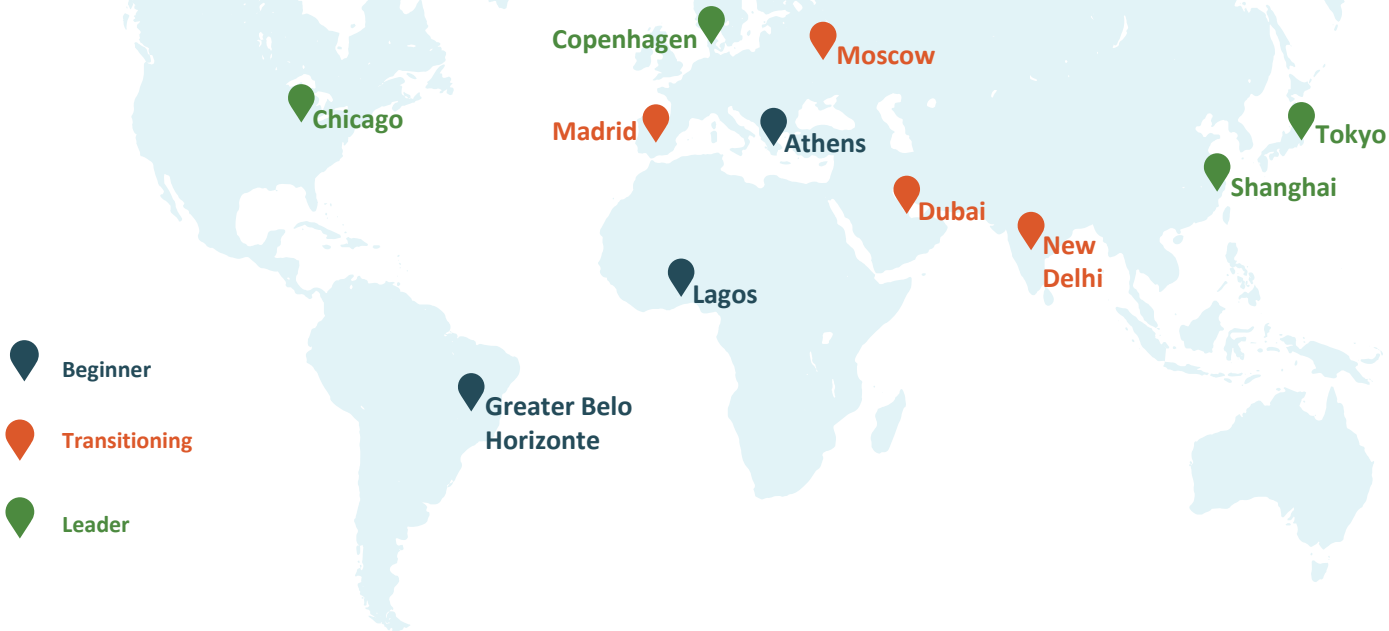 Copenhagen
Moscow
Chicago
Madrid
Athens
Tokyo
Shanghai
Dubai
New
Delhi
Lagos
Beginner
Greater Belo
Horizonte
Transitioning
Leader